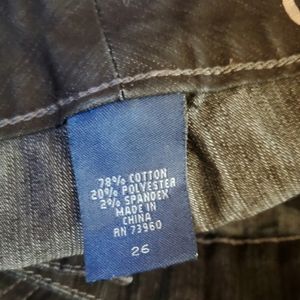 78% COTTON
20% POLYESTER
2% SPANDEX
MADE IN
CHINA
RN 73960
26